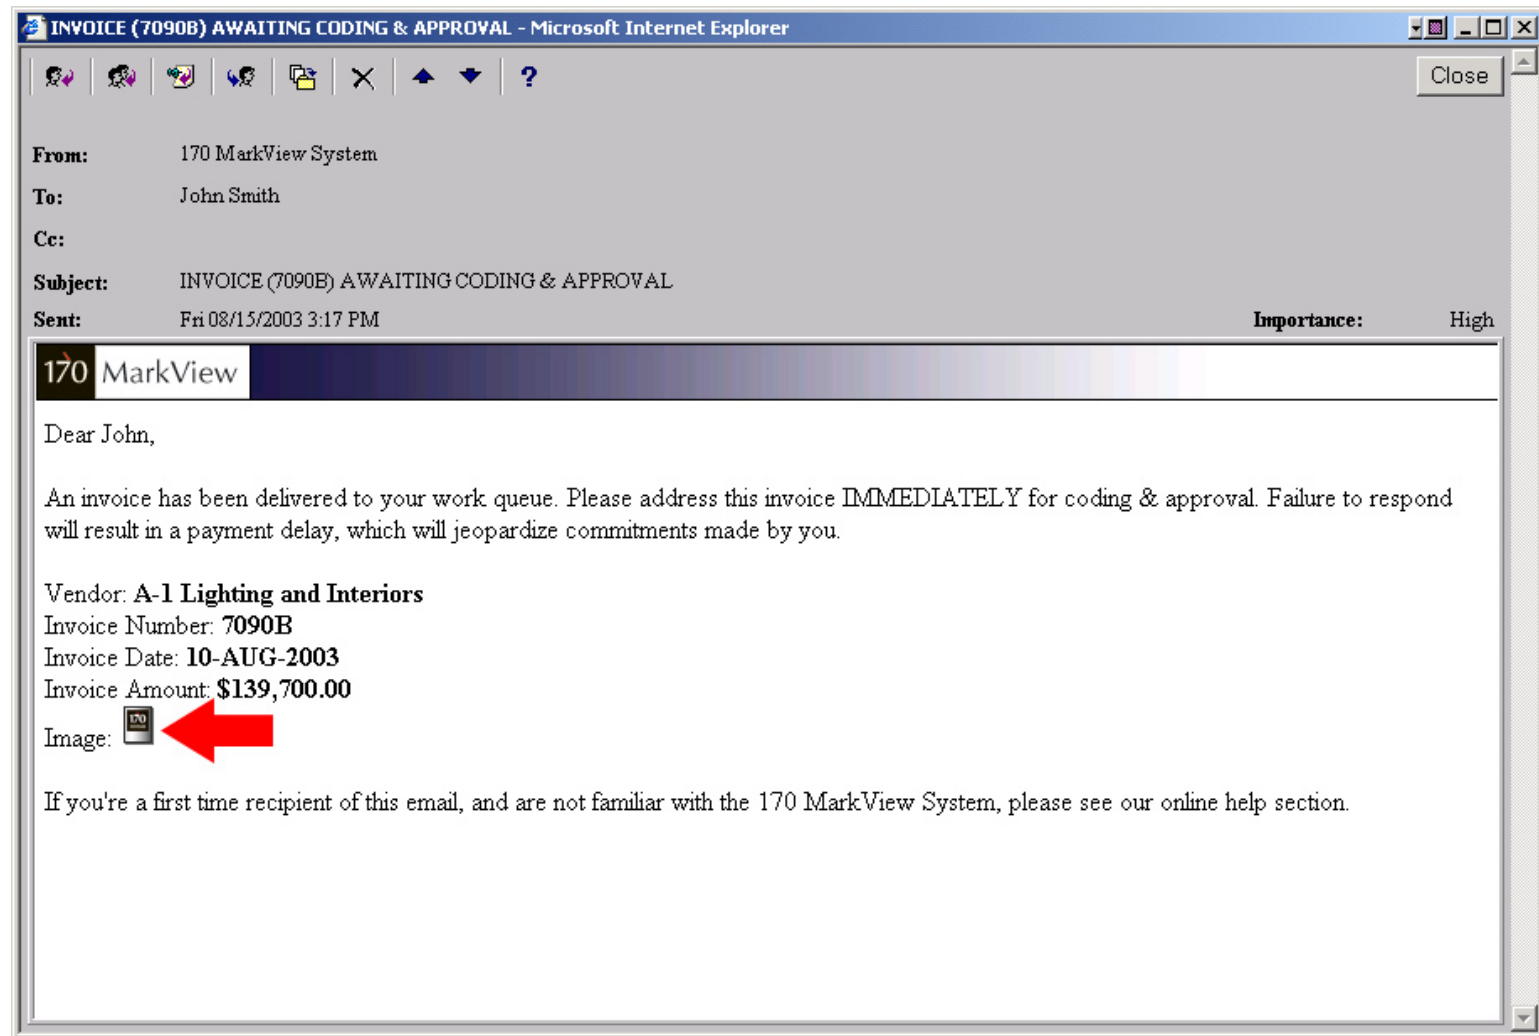 INVOICE (7090B) AWAITING CODING & APPROVAL - Microsoft Internet Explorer
?
Close
From: 170 MarkView System
To: John Smith
Cc:
Subject: INVOICE (7090B) AWAITING CODING & APPROVAL
Sent: Fri 08/15/2003 3:17 PM Importance: High
170 MarkView
Dear John,
An invoice has been delivered to your work queue. Please address this invoice IMMEDIATELY for coding & approval. Failure to respond
will result in a payment delay, which will jeopardize commitments made by you.
Vendor: A-1 Lighting and Interiors
Invoice Number: 7090B
Invoice Date: 10-AUG-2003
Invoice Amount: $139,700.00
Image: 170
If you're a first time recipient of this email, and are not familiar with the 170 MarkView System, please see our online help section.